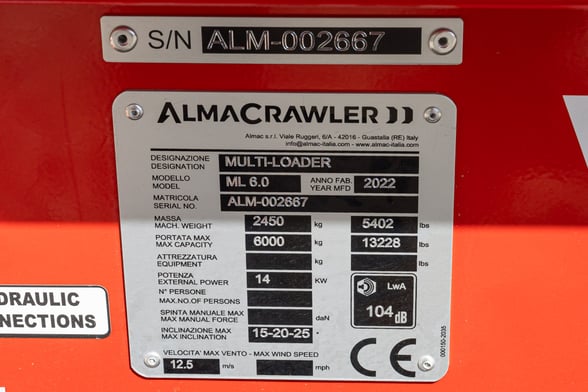 S/N ALM-002667
ALMACRAWLER
Almac s.r.l. Viale Ruggeri, 6/A - 42016 - Guastalla (RE) Italy
info@almac-italia.com - www.almac-italia.com
DESIGNAZIONE
DESIGNATION
MULTI-LOADER
MODELLO
MODEL
ML 6.0
ANNO FAB.
YEAR MFD
2022
MATRICOLA
SERIAL NO.
ALM-002667
MASSA
MACH. WEIGHT
2450 kg 5402 lbs
PORTATA MAX
MAX CAPACITY
6000 kg 13228 lbs
ATTREZZATURA
EQUIPMENT
kg lbs
POTENZA
EXTERNAL POWER
14 KW
N° PERSONE
MAX.NO.OF PERSONS
SPINTA MANUALE MAX
MAX MANUAL FORCE
daN
INCLINAZIONE MAX
MAX INCLINATION
15-20-25 °
LwA
104 dB
VELOCITA' MAX VENTO - MAX WIND SPEED
12.5 m/s mph
CE
000150-2035
DRAULIC
NECTIONS